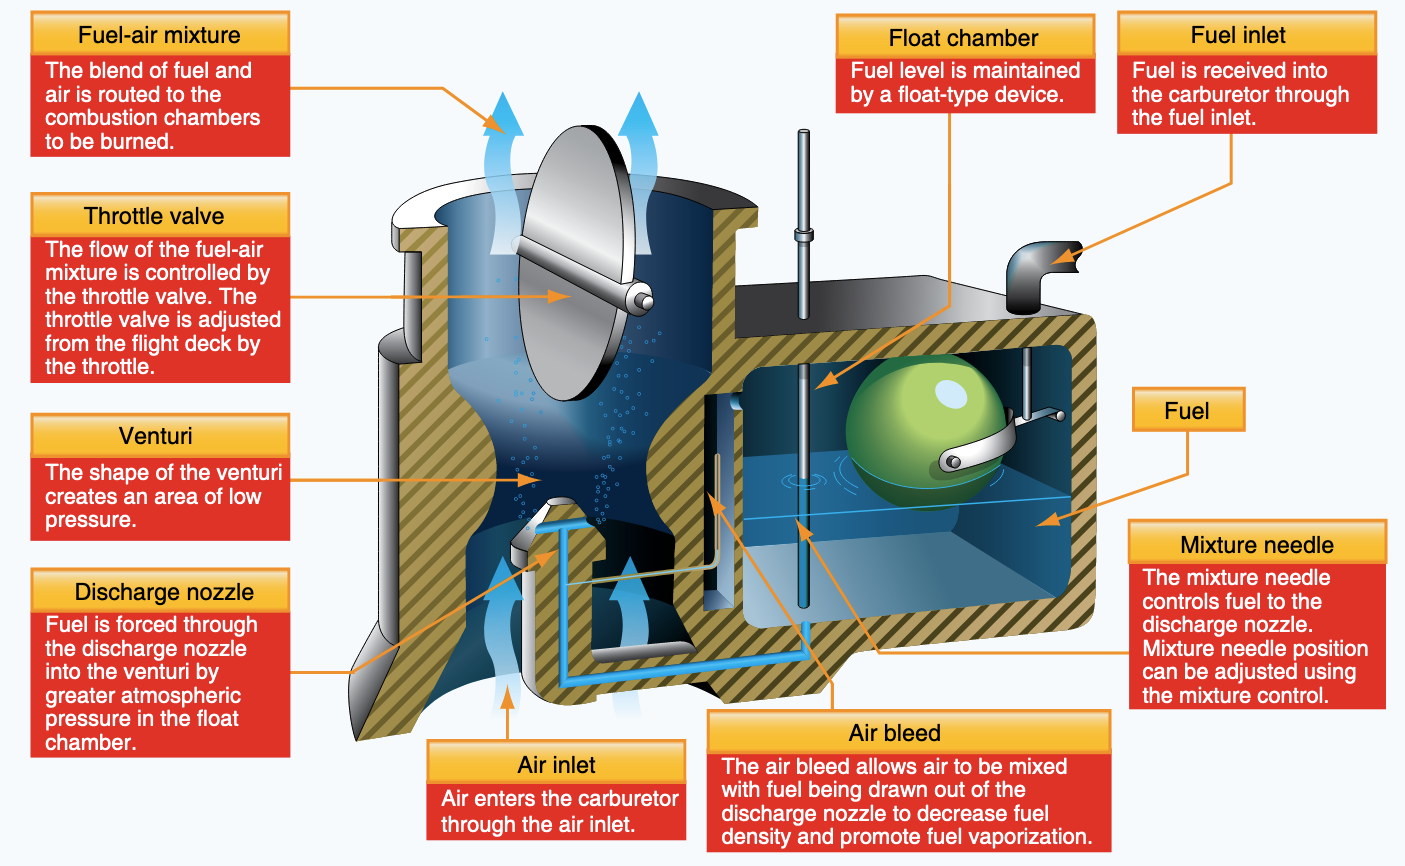 Fuel-air mixture
The blend of fuel and
air is routed to the
combustion chambers
to be burned.
Throttle valve
The flow of the fuel-air
mixture is controlled by
the throttle valve. The
throttle valve is adjusted
from the flight deck by
the throttle.
Venturi
The shape of the venturi
creates an area of low
pressure.
Discharge nozzle
Fuel is forced through
the discharge nozzle
into the venturi by
greater atmospheric
pressure in the float
chamber.
Air inlet
Air enters the carburetor
through the air inlet.
Float chamber
Fuel level is maintained
by a float-type device.
Fuel inlet
Fuel is received into
the carburetor through
the fuel inlet.
Fuel
Mixture needle
The mixture needle
controls fuel to the
discharge nozzle.
Mixture needle position
can be adjusted using
the mixture control.
Air bleed
The air bleed allows air to be mixed
with fuel being drawn out of the
discharge nozzle to decrease fuel
density and promote fuel vaporization.